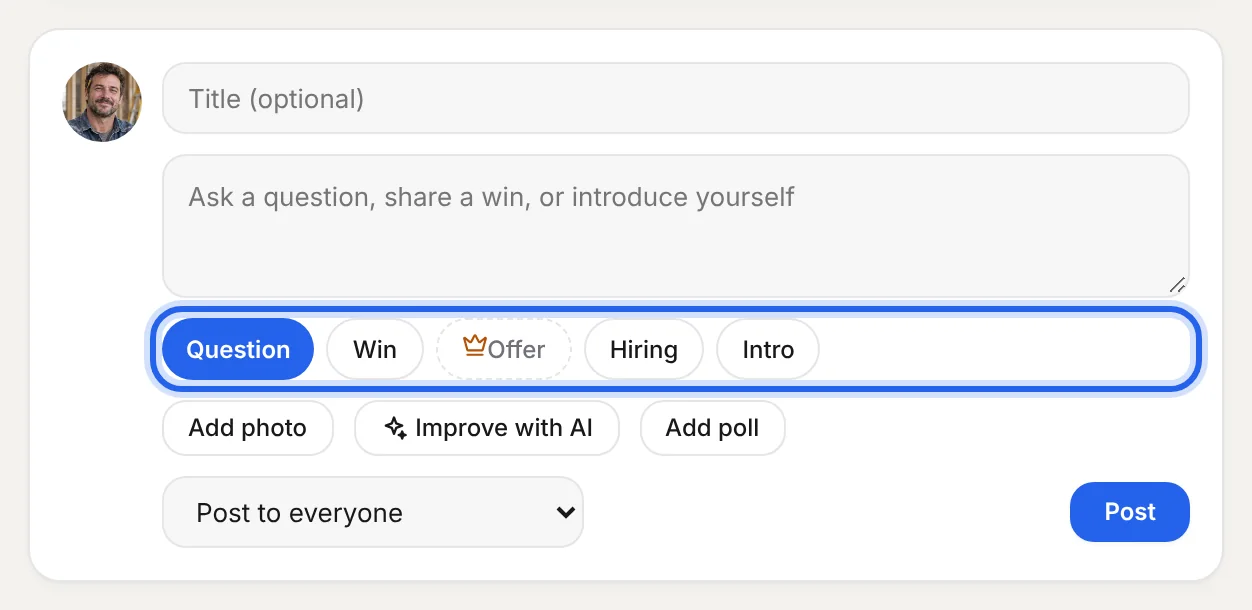 Title (optional)
Ask a question, share a win, or introduce yourself
Question Win Offer Hiring Intro
Add photo Improve with AI Add poll
Post to everyone Post